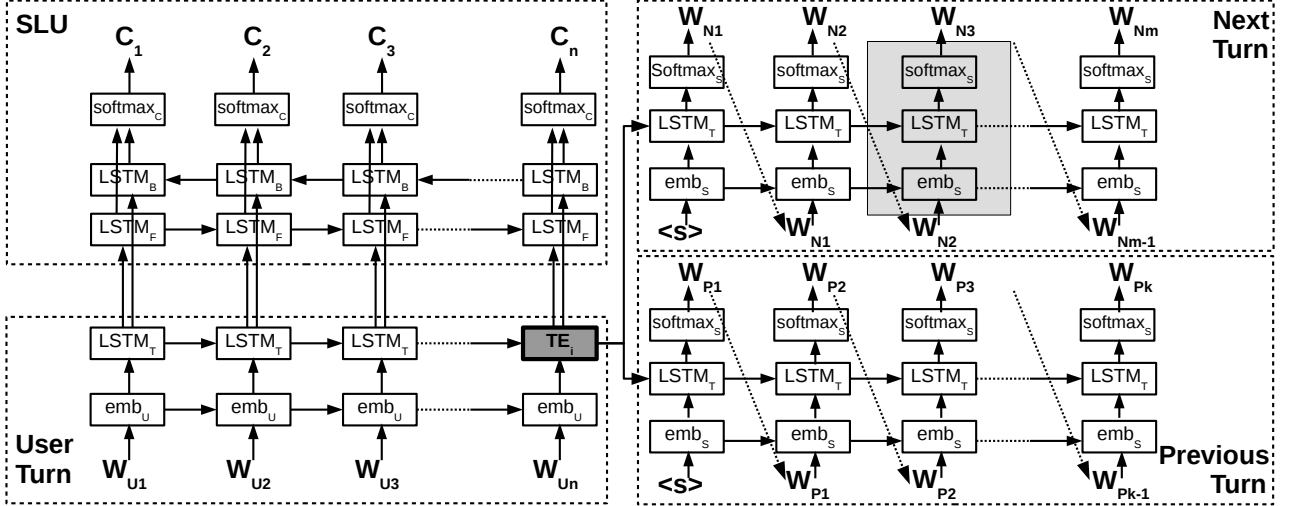 SLU
C1 C2 C3 Cn
softmaxC softmaxC softmaxC softmaxC
LSTMB LSTMB LSTMB LSTMB
LSTMF LSTMF LSTMF LSTMF
LSTMT LSTMT LSTMT TEi
embU embU embU embU
User
Turn
WU1 WU2 WU3 WUn
Next
Turn
WN1 WN2 WN3 WNm
SoftmaxS softmaxS softmaxS softmaxS
LSTMT LSTMT LSTMT LSTMT
embS embS embS embS
<s> WN1 WN2 WNm-1
WP1 WP2 WP3 WPk
softmaxS softmaxS softmaxS softmaxS
LSTMT LSTMT LSTMT LSTMT
embS embS embS embS
Previous
Turn
<s> WP1 WP2 WPk-1